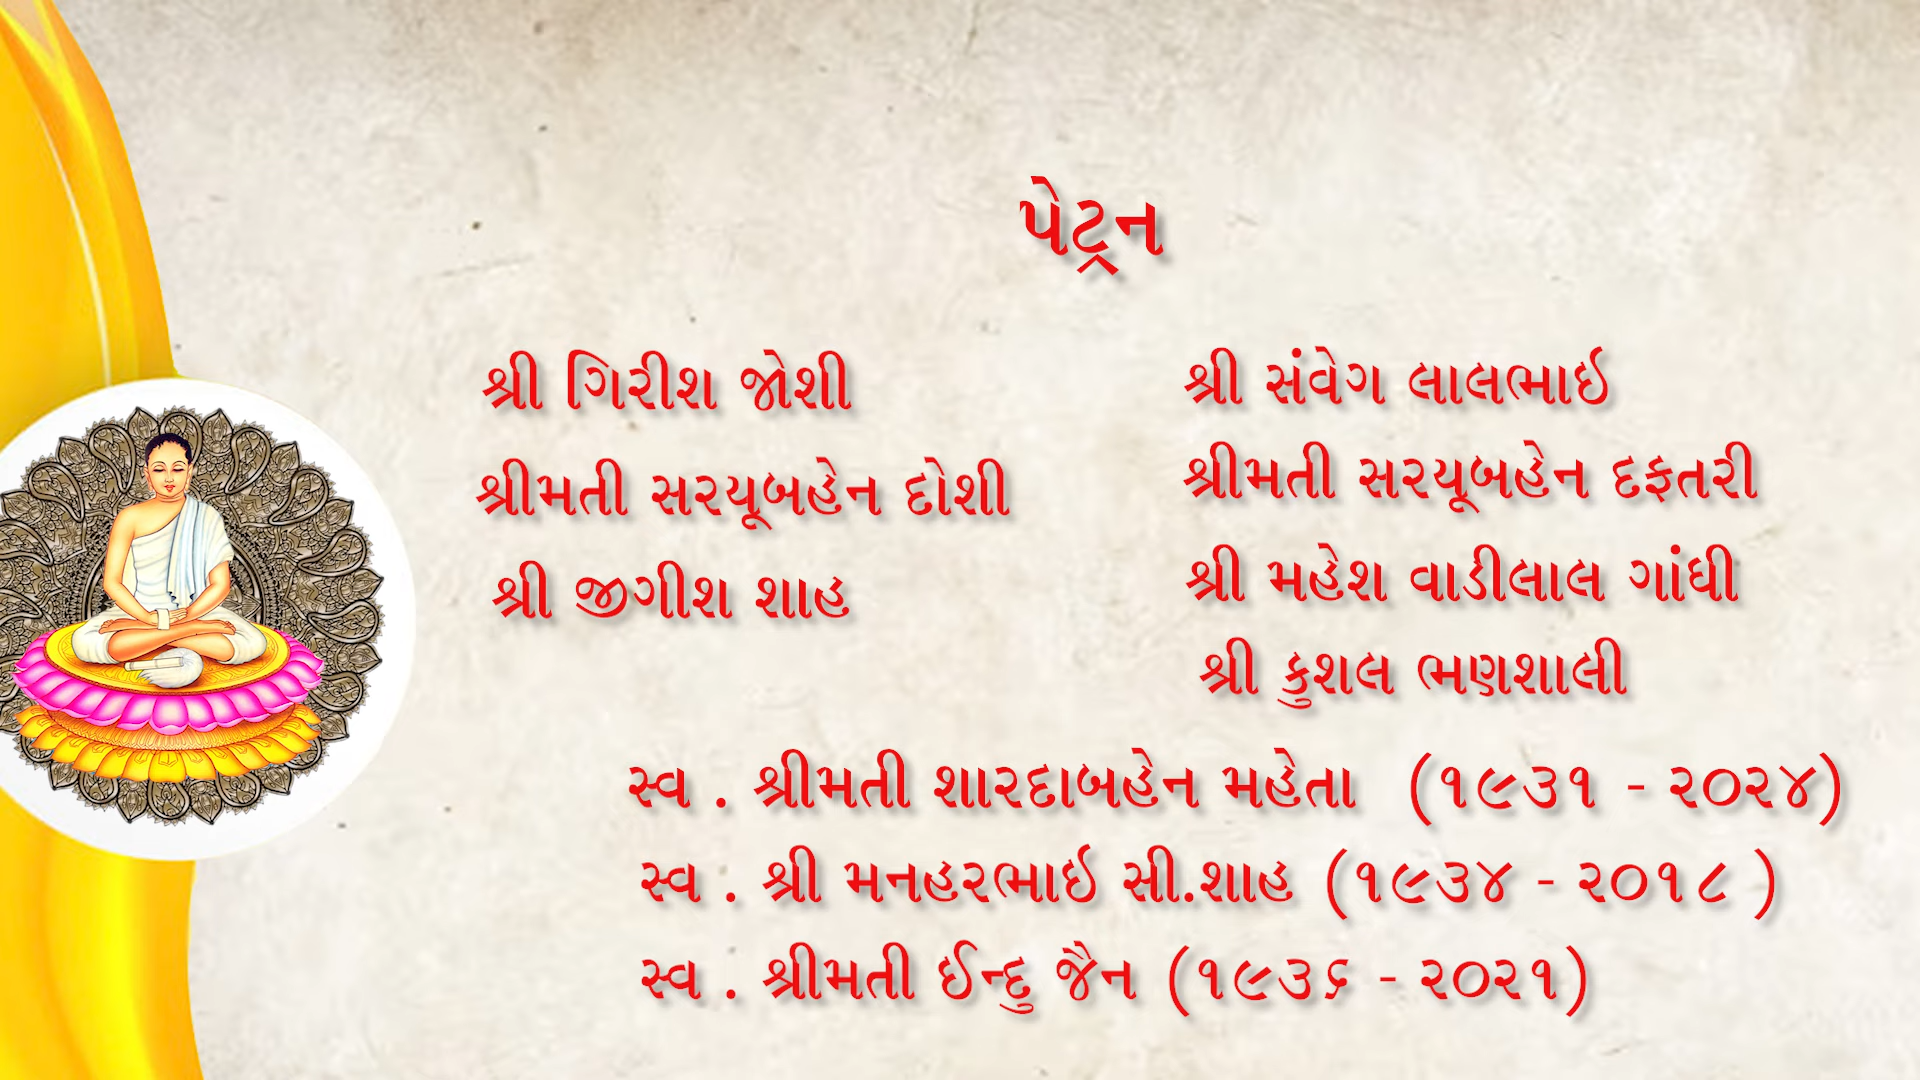 પેટ્રન
શ્રી ગિરીશ જોશી
શ્રીમતી સરયૂબહેન દોશી
શ્રી જીગીશ શાહ
શ્રી સંવેગ લાલભાઈ
શ્રીમતી સરયૂબહેન દફતરી
શ્રી મહેશ વાડીલાલ ગાંધી
શ્રી કુશલ ભણશાલી
સ્વ . શ્રીમતી શારદાબહેન મહેતા (૧૯૩૧ - ૨૦૨૪)
સ્વ . શ્રી મનહરભાઈ સી.શાહ (૧૯૩૪ - ૨૦૧૮ )
સ્વ . શ્રીમતી ઈન્દુ જૈન (૧૯૩૬ - ૨૦૨૧)